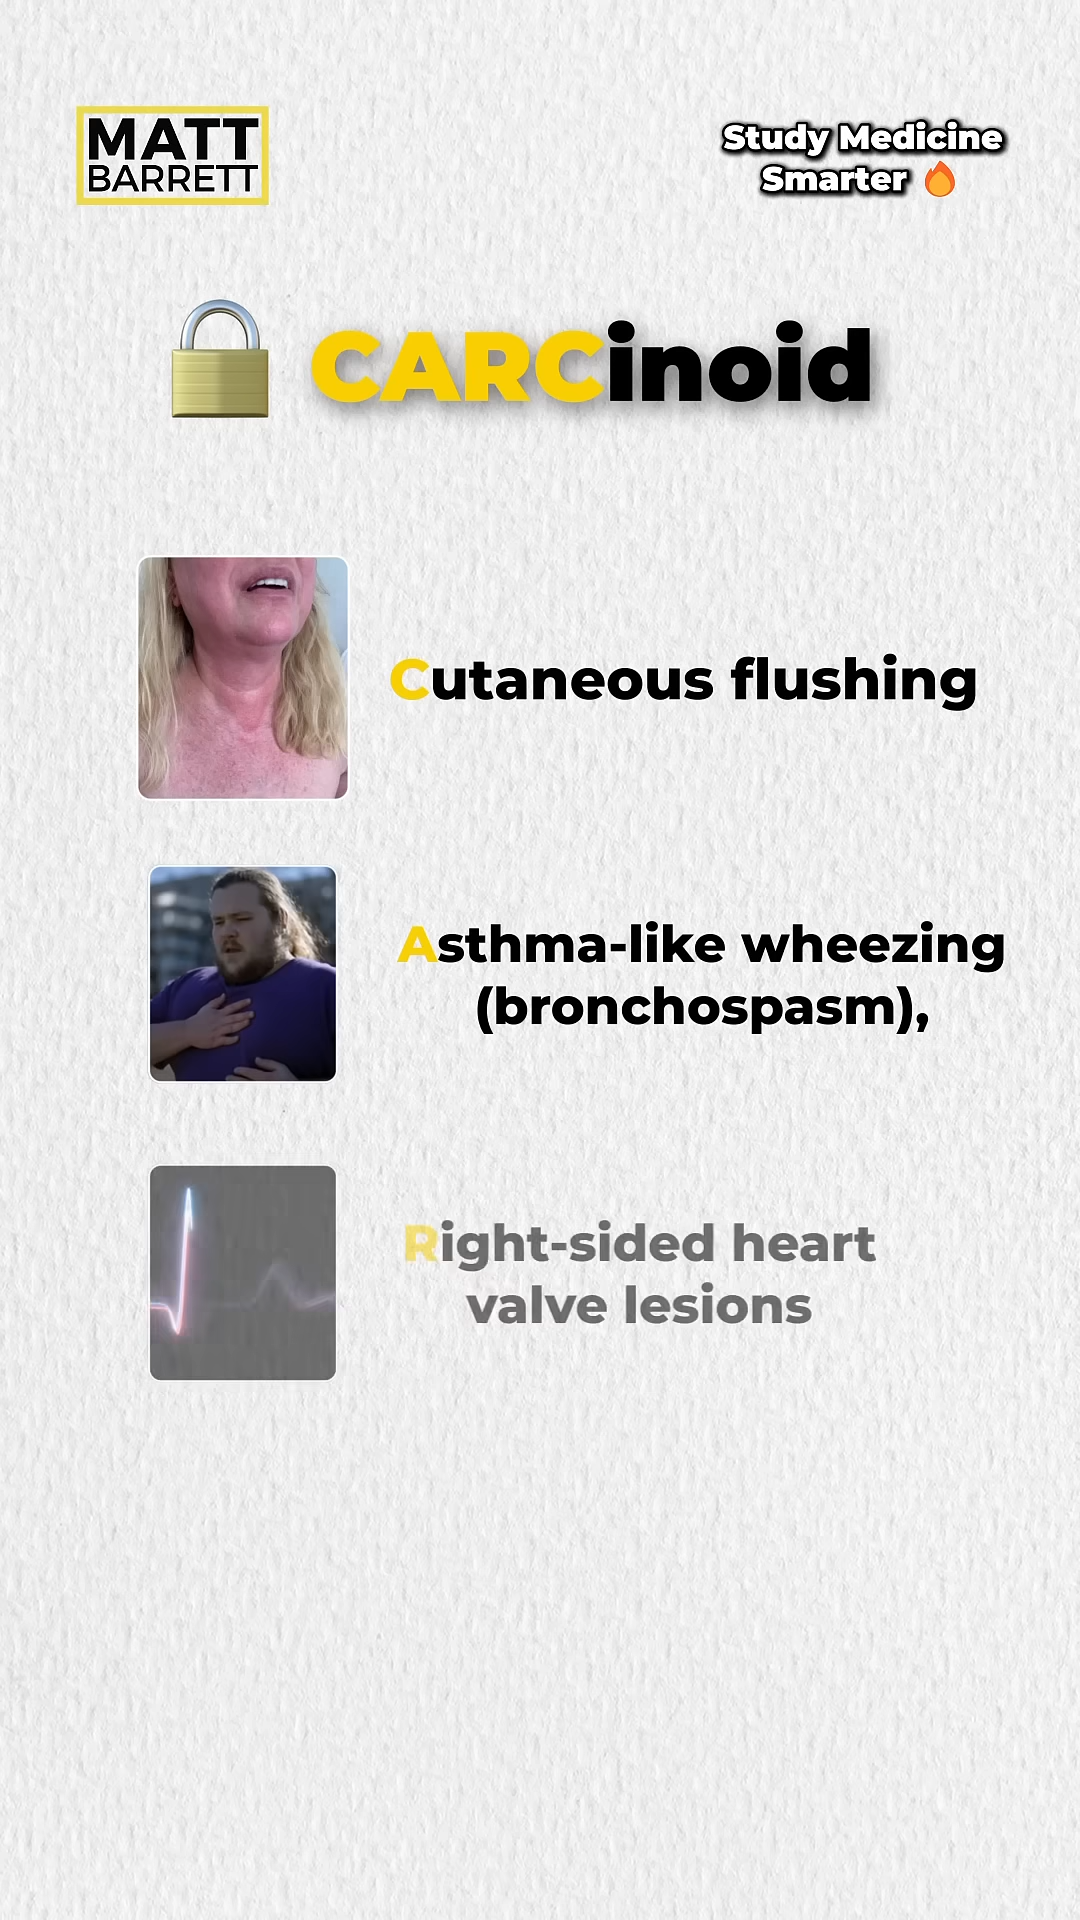 MATT
BARRETT
Study Medicine
Smarter 🔥
CARCinoid
Cutaneous flushing
Asthma-like wheezing
(bronchospasm),
Right-sided heart
valve lesions